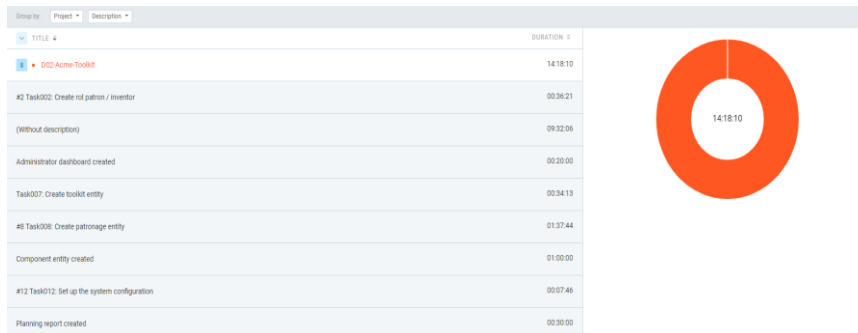 Group by: Project Description
TITLE DURATION
8 D02-Acme-Toolkit 14:18:10
#2 Task002: Create rol patron / inventor 00:36:21
(Without description) 09:32:06
Administrator dashboard created 00:20:00
Task007: Create toolkit entity 00:34:13
#8 Task008: Create patronage entity 01:37:44
Component entity created 01:00:00
#12 Task012: Set up the system configuration 00:07:46
Planning report created 00:30:00
14:18:10